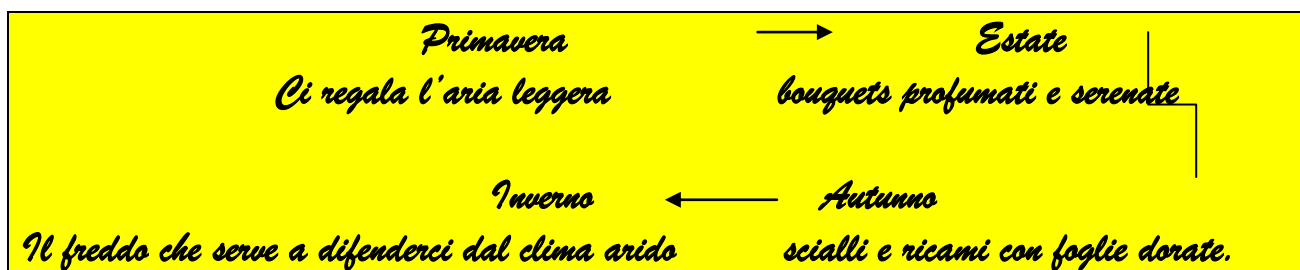 Primavera Estate
Ci regala l'aria leggera bouquets profumati e serenate
Inverno Autunno
Il freddo che serve a difenderci dal clima arido scialli e ricami con foglie dorate.